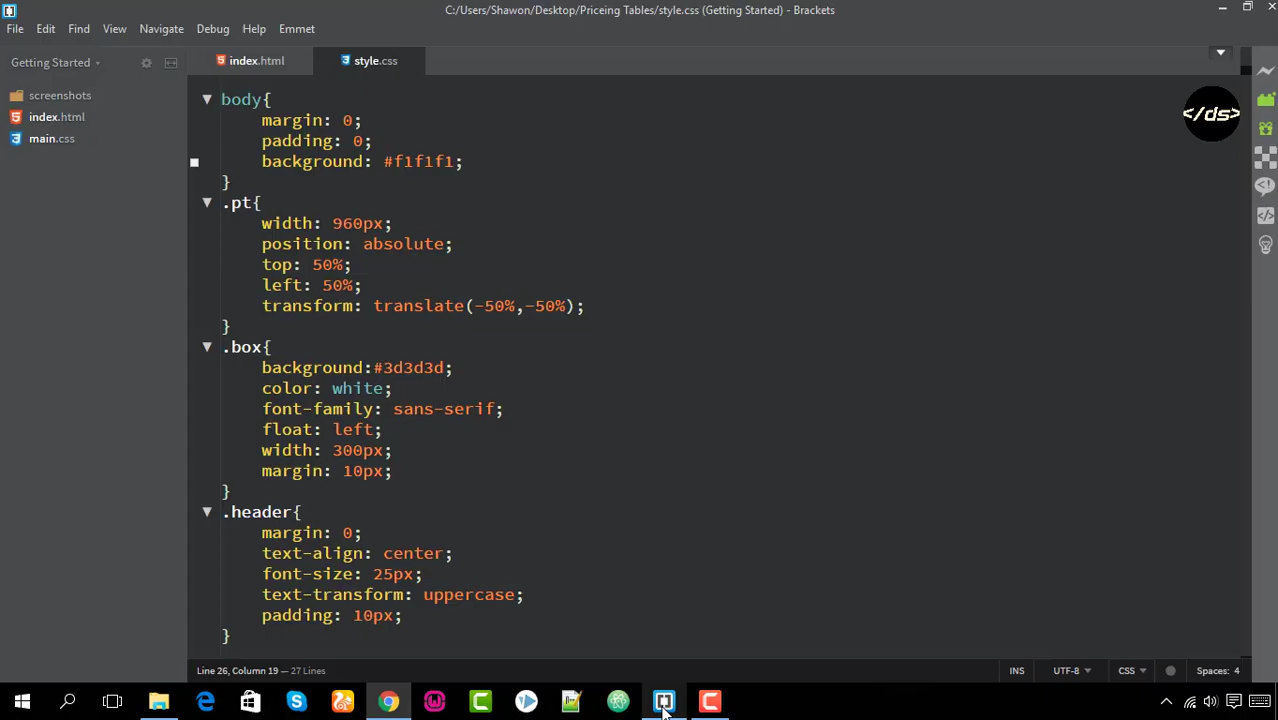 C:/Users/Shawon/Desktop/Priceing Tables/style.css (Getting Started) - Brackets
File Edit Find View Navigate Debug Help Emmet
Getting Started
index.html
style.css
screenshots
index.html
main.css
</ds>
body{
margin: 0;
padding: 0;
background: #f1f1f1;
}
.pt{
width: 960px;
position: absolute;
top: 50%;
left: 50%;
transform: translate(-50%,-50%);
}
.box{
background:#3d3d3d;
color: white;
font-family: sans-serif;
float: left;
width: 300px;
margin: 10px;
}
.header{
margin: 0;
text-align: center;
font-size: 25px;
text-transform: uppercase;
padding: 10px;
}
Line 26, Column 19 — 27 Lines
INS UTF-8 CSS Spaces: 4